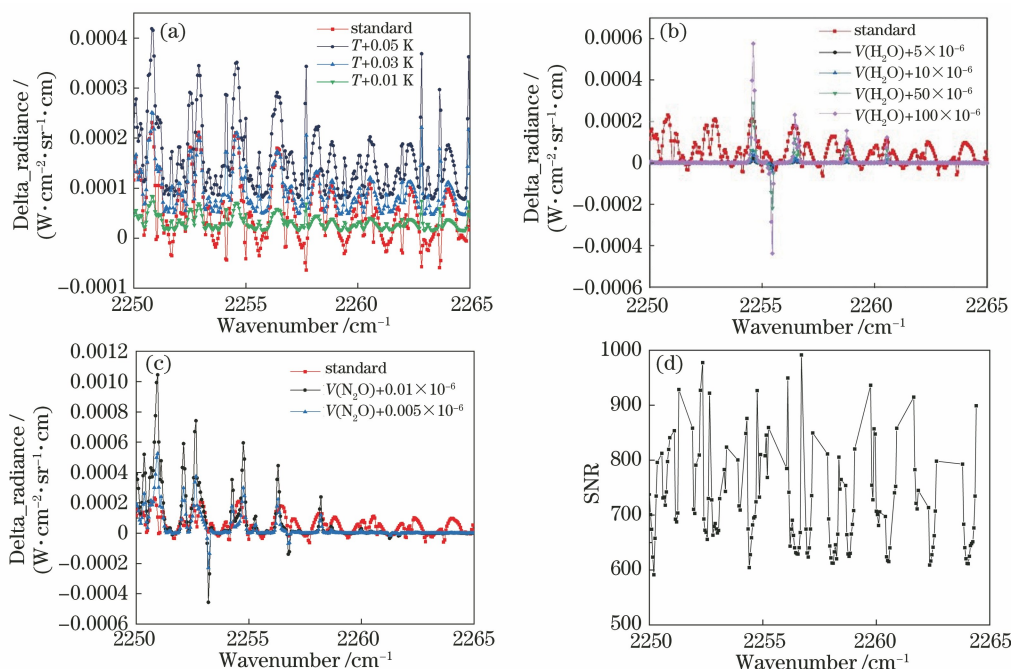 (a)
standard
T+0.05 K
T+0.03 K
T+0.01 K
0.0004
0.0003
0.0002
0.0001
0
−0.0001
Delta_radiance /
(W·cm⁻²·sr⁻¹·cm)
2250 2255 2260 2265
Wavenumber /cm⁻¹
(b)
standard
V(H₂O)+5×10⁻⁶
V(H₂O)+10×10⁻⁶
V(H₂O)+50×10⁻⁶
V(H₂O)+100×10⁻⁶
0.0006
0.0004
0.0002
0
−0.0002
−0.0004
−0.0006
Delta_radiance /
(W·cm⁻²·sr⁻¹·cm)
2250 2255 2260 2265
Wavenumber /cm⁻¹
(c)
standard
V(N₂O)+0.01×10⁻⁶
V(N₂O)+0.005×10⁻⁶
0.0012
0.0010
0.0008
0.0006
0.0004
0.0002
0
−0.0002
−0.0004
−0.0006
Delta_radiance /
(W·cm⁻²·sr⁻¹·cm)
2250 2255 2260 2265
Wavenumber /cm⁻¹
(d)
1000
900
800
700
600
500
SNR
2250 2255 2260 2265
Wavenumber /cm⁻¹